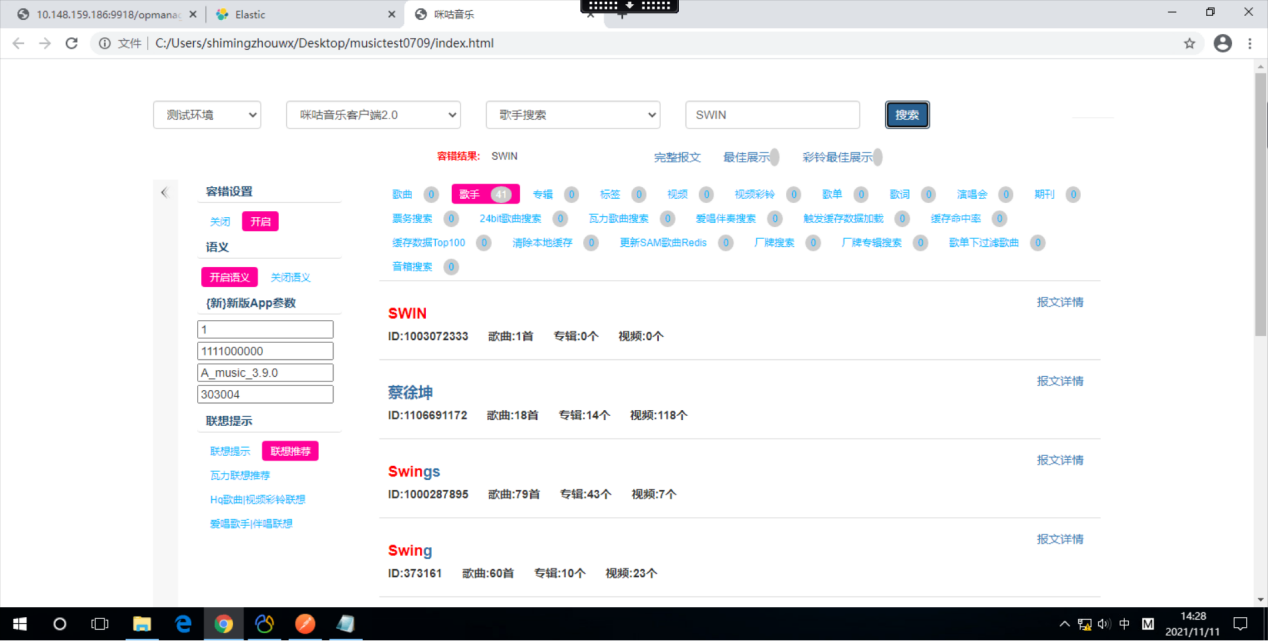 10.148.159.186:9918/opmana
Elastic
咪咕音乐
文件 C:/Users/shimingzhouwx/Desktop/musictest0709/index.html
测试环境 咪咕音乐客户端2.0 歌手搜索 SWIN 搜索
容错结果: SWIN 完整报文 最佳展示 彩铃最佳展示
容错设置
关闭 开启
语义
开启语义 关闭语义
{新}新版App参数
1
1111000000
A_music_3.9.0
303004
联想提示
联想提示 联想推荐
瓦力联想推荐
Hq歌曲|视频彩铃联想
爱唱歌手|伴唱联想
歌曲 0 歌手 41 专辑 0 标签 0 视频 0 视频彩铃 0 歌单 0 歌词 0 演唱会 0 期刊 0
票务搜索 0 24bit歌曲搜索 0 瓦力歌曲搜索 0 爱唱伴奏搜索 0 触发缓存数据加载 0 缓存命中率 0
缓存数据Top100 0 清除本地缓存 0 更新SAM歌曲Redis 0 厂牌搜索 0 厂牌专辑搜索 0 歌单下过滤歌曲 0
音箱搜索 0
SWIN 报文详情
ID:1003072333 歌曲:1首 专辑:0个 视频:0个
蔡徐坤 报文详情
ID:1106691172 歌曲:18首 专辑:14个 视频:118个
Swings 报文详情
ID:1000287895 歌曲:79首 专辑:43个 视频:7个
Swing 报文详情
ID:373161 歌曲:60首 专辑:10个 视频:23个
中 M 14:28
2021/11/11